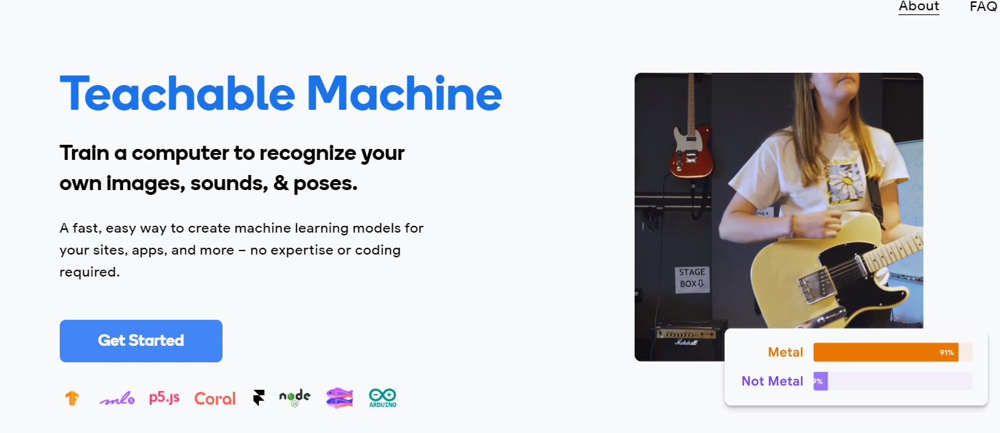 About FAQ
Teachable Machine
Train a computer to recognize your
own images, sounds, & poses.
A fast, easy way to create machine learning models for
your sites, apps, and more – no expertise or coding
required.
Get Started
ml5
p5.js
Coral
node
JS
ARDUINO
plug a
STAGE
BOX
Marshall
Metal 91%
Not Metal 9%